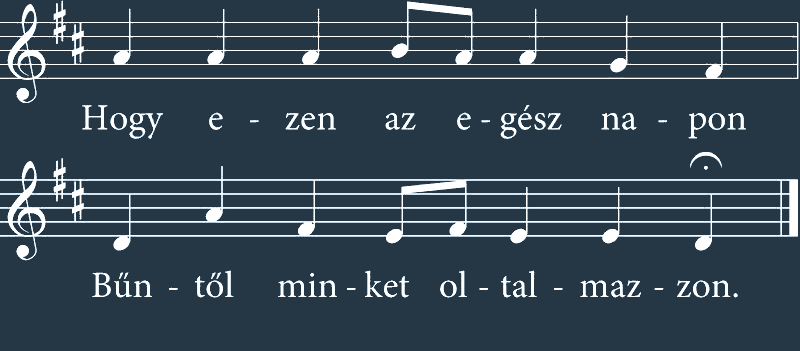 Hogy e - zen az e - gész na - pon
Bűn - től min - ket ol - tal - maz - zon.